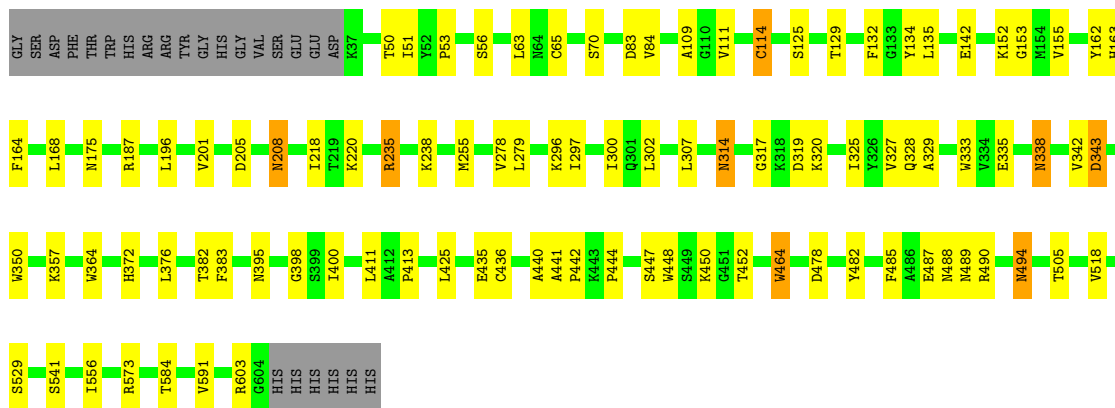 GLY SER ASP PHE THR TRP HIS ARG ARG TYR GLY HIS GLY VAL SER GLU GLU ASP K37 T50 I51 Y52 P53 S56 L63 N64 C65 S70 D83 V84 A109 G110 V111 C114 S125 T129 F132 G133 Y134 L135 E142 K152 G153 M154 V155 Y162 H163
F164 L168 N175 R187 L196 V201 D205 N208 I218 T219 K220 R235 K238 M255 V278 L279 K296 I297 I300 Q301 L302 L307 N314 G317 K318 D319 K320 I325 Y326 V327 Q328 A329 W333 V334 E335 N338 V342 D343
W350 K357 W364 H372 L376 T382 F383 N395 G398 S399 I400 L411 A412 P413 L425 E435 C436 A440 A441 P442 K443 P444 S447 W448 S449 K450 G451 T452 W464 D478 Y482 F485 A486 E487 N488 N489 R490 N494 T505 V518
S529 S541 I556 R573 T584 V591 R603 G604 HIS HIS HIS HIS HIS HIS